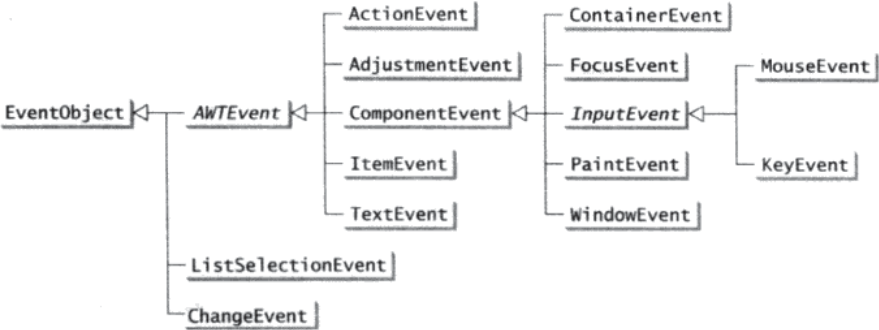 ActionEvent
ContainerEvent
AdjustmentEvent
FocusEvent
MouseEvent
EventObject
AWTEvent
ComponentEvent
InputEvent
ItemEvent
PaintEvent
KeyEvent
TextEvent
WindowEvent
ListSelectionEvent
ChangeEvent